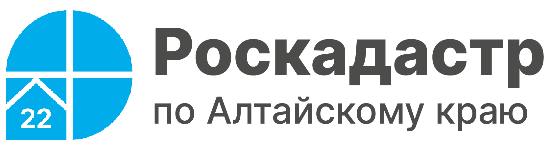 Роскадастр
по Алтайскому краю
22